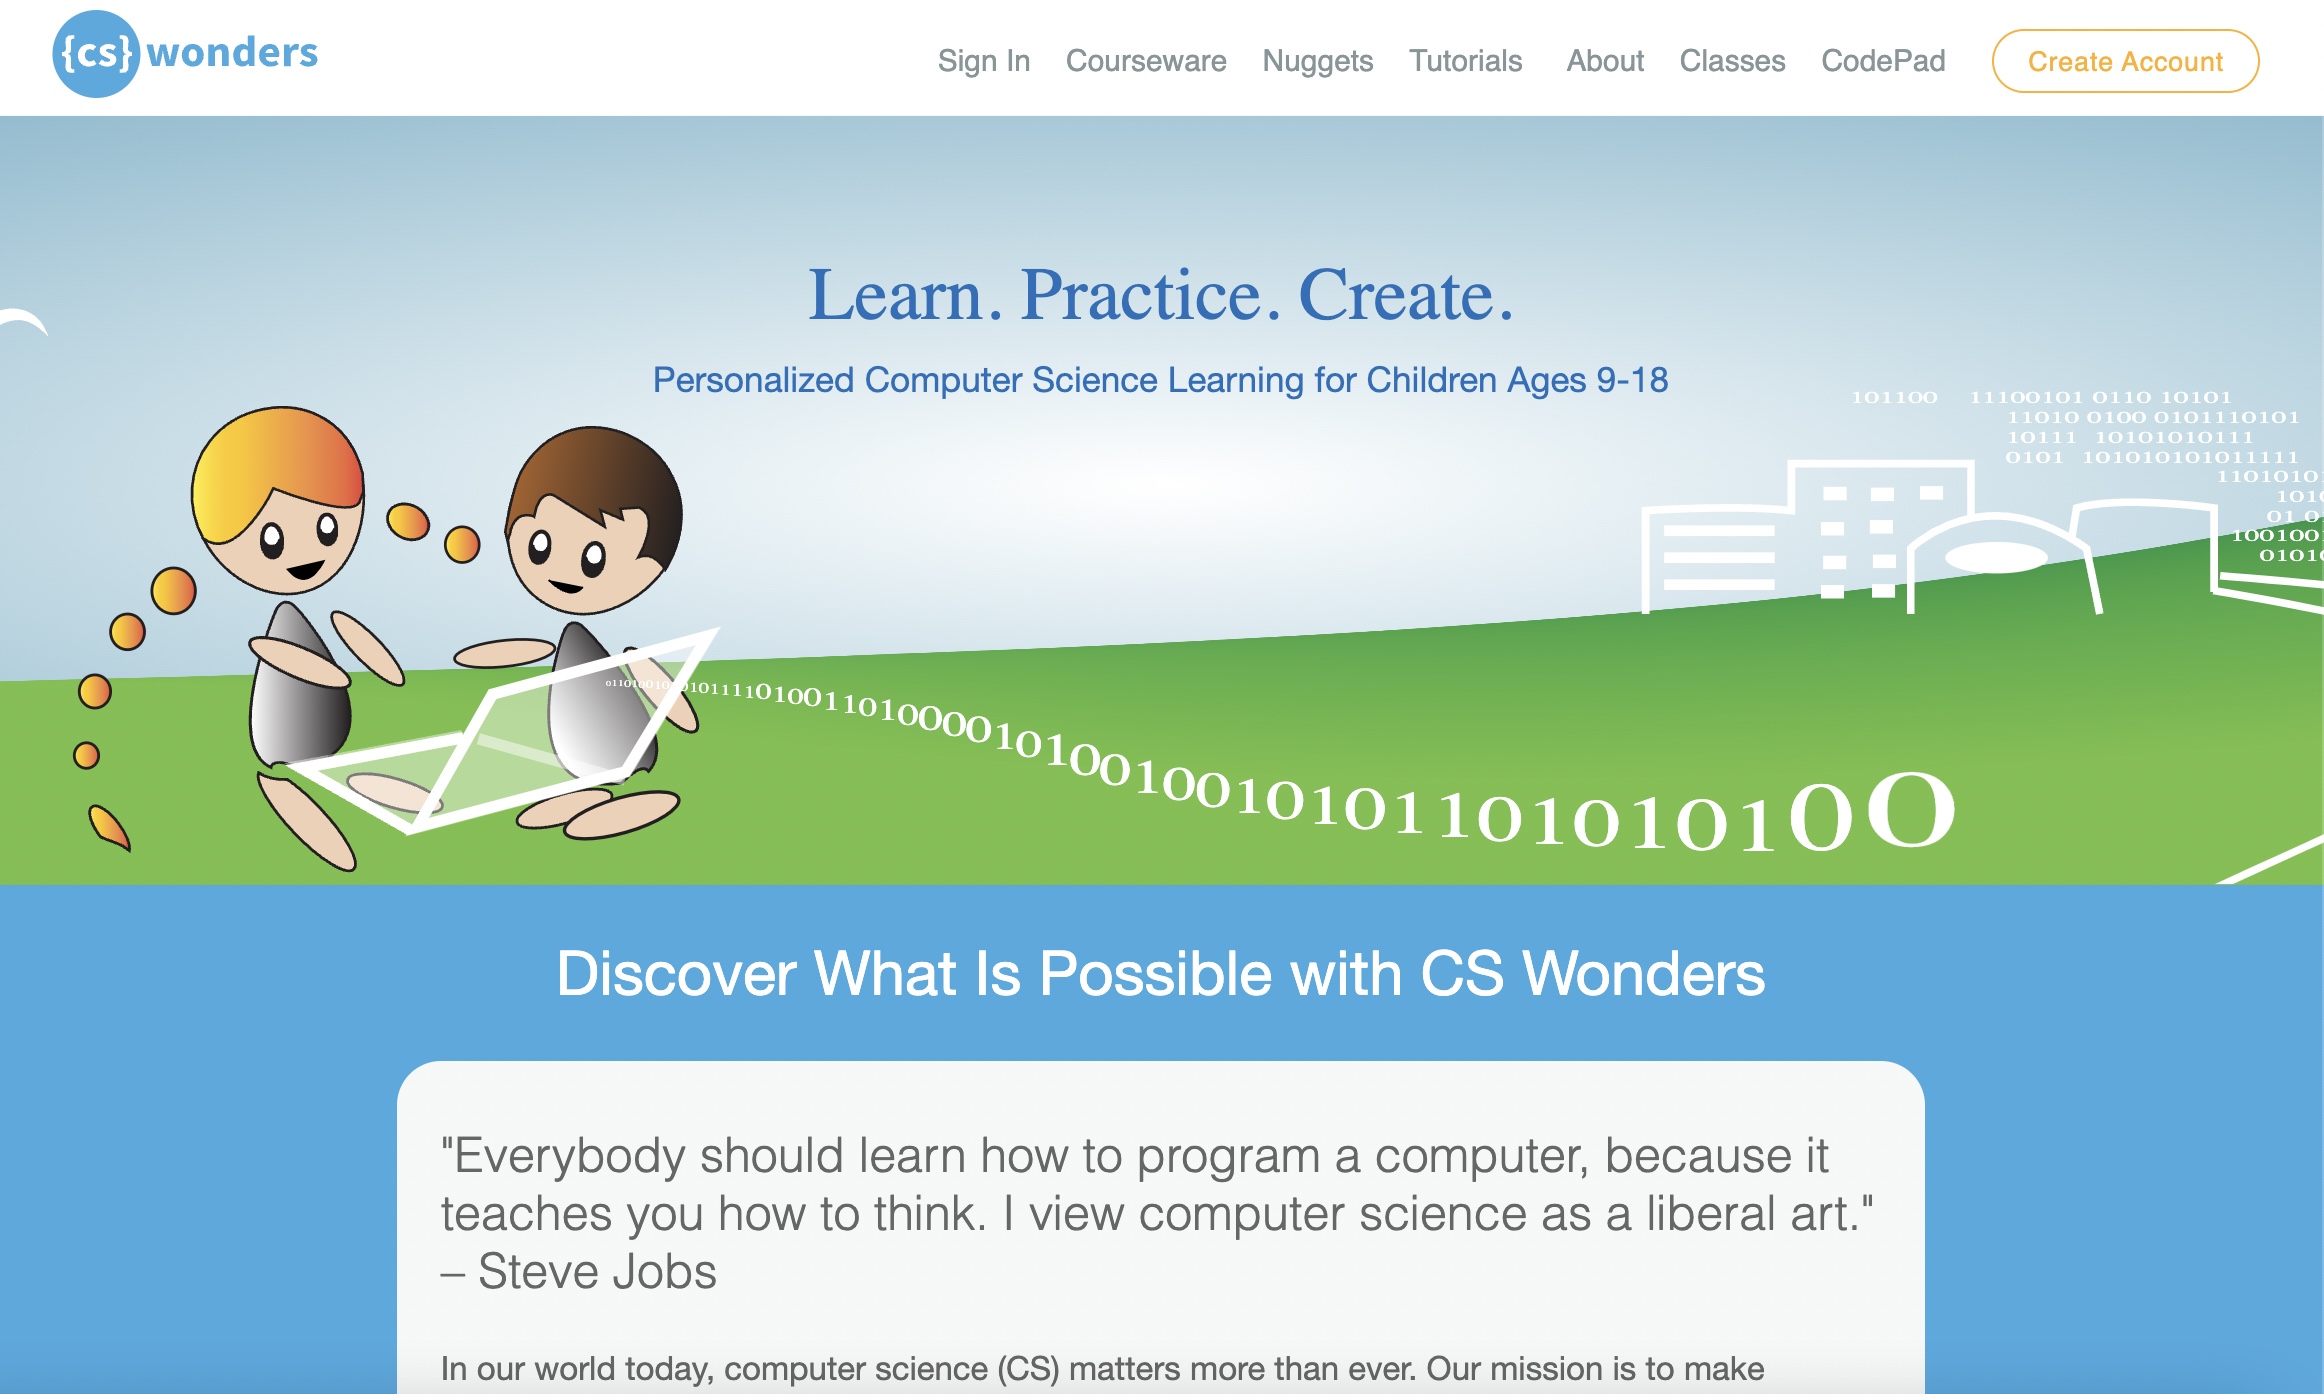 {cs} wonders
Sign In Courseware Nuggets Tutorials About Classes CodePad Create Account
Learn. Practice. Create.
Personalized Computer Science Learning for Children Ages 9-18
101100 11100101 0110 10101
11010 0100 0101110101
10111 10101010111
0101 101010101011111
Discover What Is Possible with CS Wonders
"Everybody should learn how to program a computer, because it
teaches you how to think. I view computer science as a liberal art."
– Steve Jobs
In our world today, computer science (CS) matters more than ever. Our mission is to make